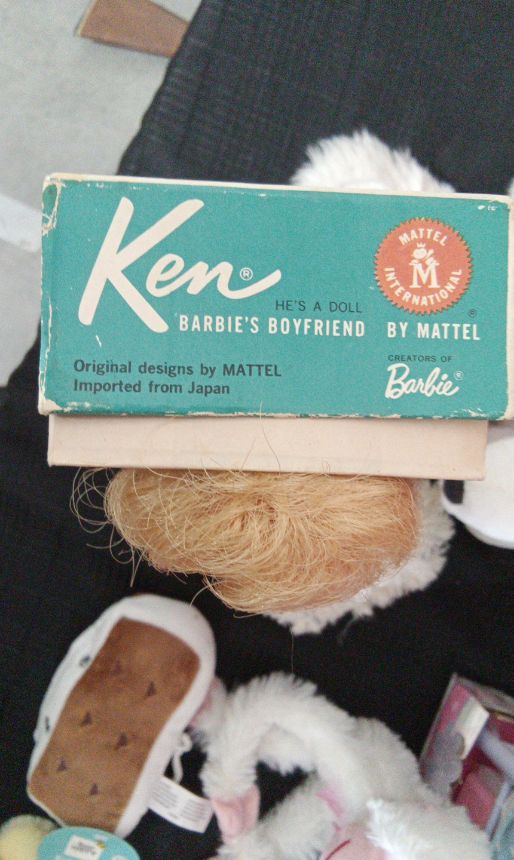 Ken®
HE'S A DOLL
BARBIE'S BOYFRIEND BY MATTEL
Original designs by MATTEL
Imported from Japan
MATTEL
M
INTERNATIONAL
®
CREATORS OF
Barbie®